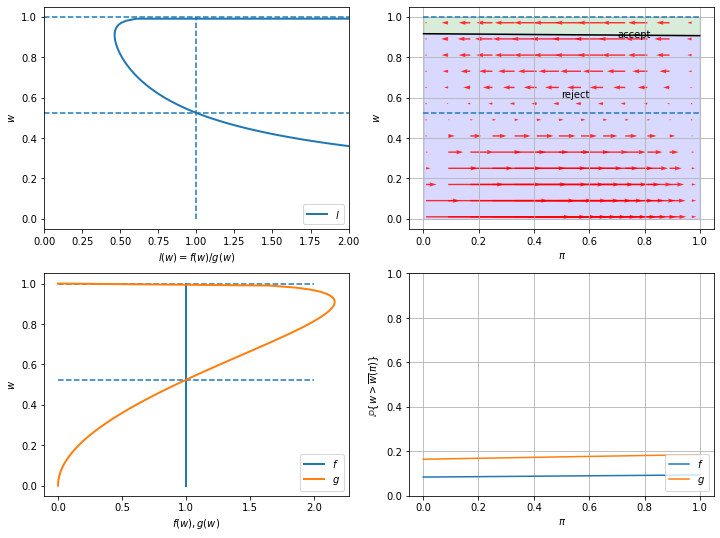 1.0
0.8
0.6
0.4
0.2
0.0
w
0.00 0.25 0.50 0.75 1.00 1.25 1.50 1.75 2.00
l(w) = f(w)/g(w)
l
1.0
0.8
0.6
0.4
0.2
0.0
w
accept
reject
0.0 0.2 0.4 0.6 0.8 1.0
π
1.0
0.8
0.6
0.4
0.2
0.0
w
f
g
0.0 0.5 1.0 1.5 2.0
f(w), g(w)
1.0
0.8
0.6
0.4
0.2
0.0
ℙ{w > w̅(π)}
f
g
0.0 0.2 0.4 0.6 0.8 1.0
π